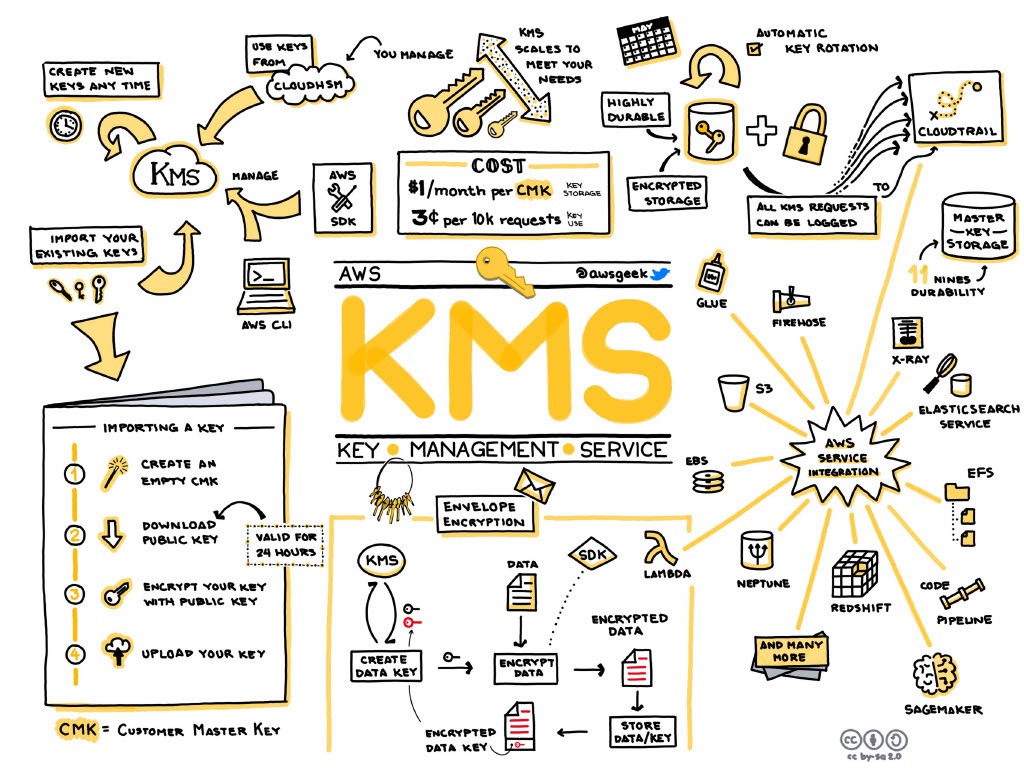 CREATE NEW
KEYS ANY TIME
USE KEYS
FROM
CLOUDHSM
YOU MANAGE
KMS
SCALES TO
MEET YOUR
NEEDS
MAY
AUTOMATIC
KEY ROTATION
HIGHLY
DURABLE
ENCRYPTED
STORAGE
CLOUDTRAIL
TO
ALL KMS REQUESTS
CAN BE LOGGED
KMS
MANAGE
AWS
SDK
AWS CLI
IMPORT YOUR
EXISTING KEYS
COST
$1/month per CMK
KEY
STORAGE
3¢ per 10k requests
KEY
USE
MASTER
KEY
STORAGE
11 NINES
DURABILITY
AWS
@awsgeek
KMS
KEY • MANAGEMENT • SERVICE
IMPORTING A KEY
1
CREATE AN
EMPTY CMK
2
DOWNLOAD
PUBLIC KEY
VALID FOR
24 HOURS
3
ENCRYPT YOUR KEY
WITH PUBLIC KEY
4
UPLOAD YOUR KEY
CMK = CUSTOMER MASTER KEY
ENVELOPE
ENCRYPTION
KMS
DATA
SDK
CREATE
DATA KEY
ENCRYPT
DATA
ENCRYPTED
DATA
STORE
DATA/KEY
ENCRYPTED
DATA KEY
AWS
SERVICE
INTEGRATION
GLUE
FIREHOSE
X-RAY
ELASTICSEARCH
SERVICE
S3
EBS
EFS
LAMBDA
NEPTUNE
REDSHIFT
CODE
PIPELINE
AND MANY
MORE
SAGEMAKER
cc
cc by-sa 2.0